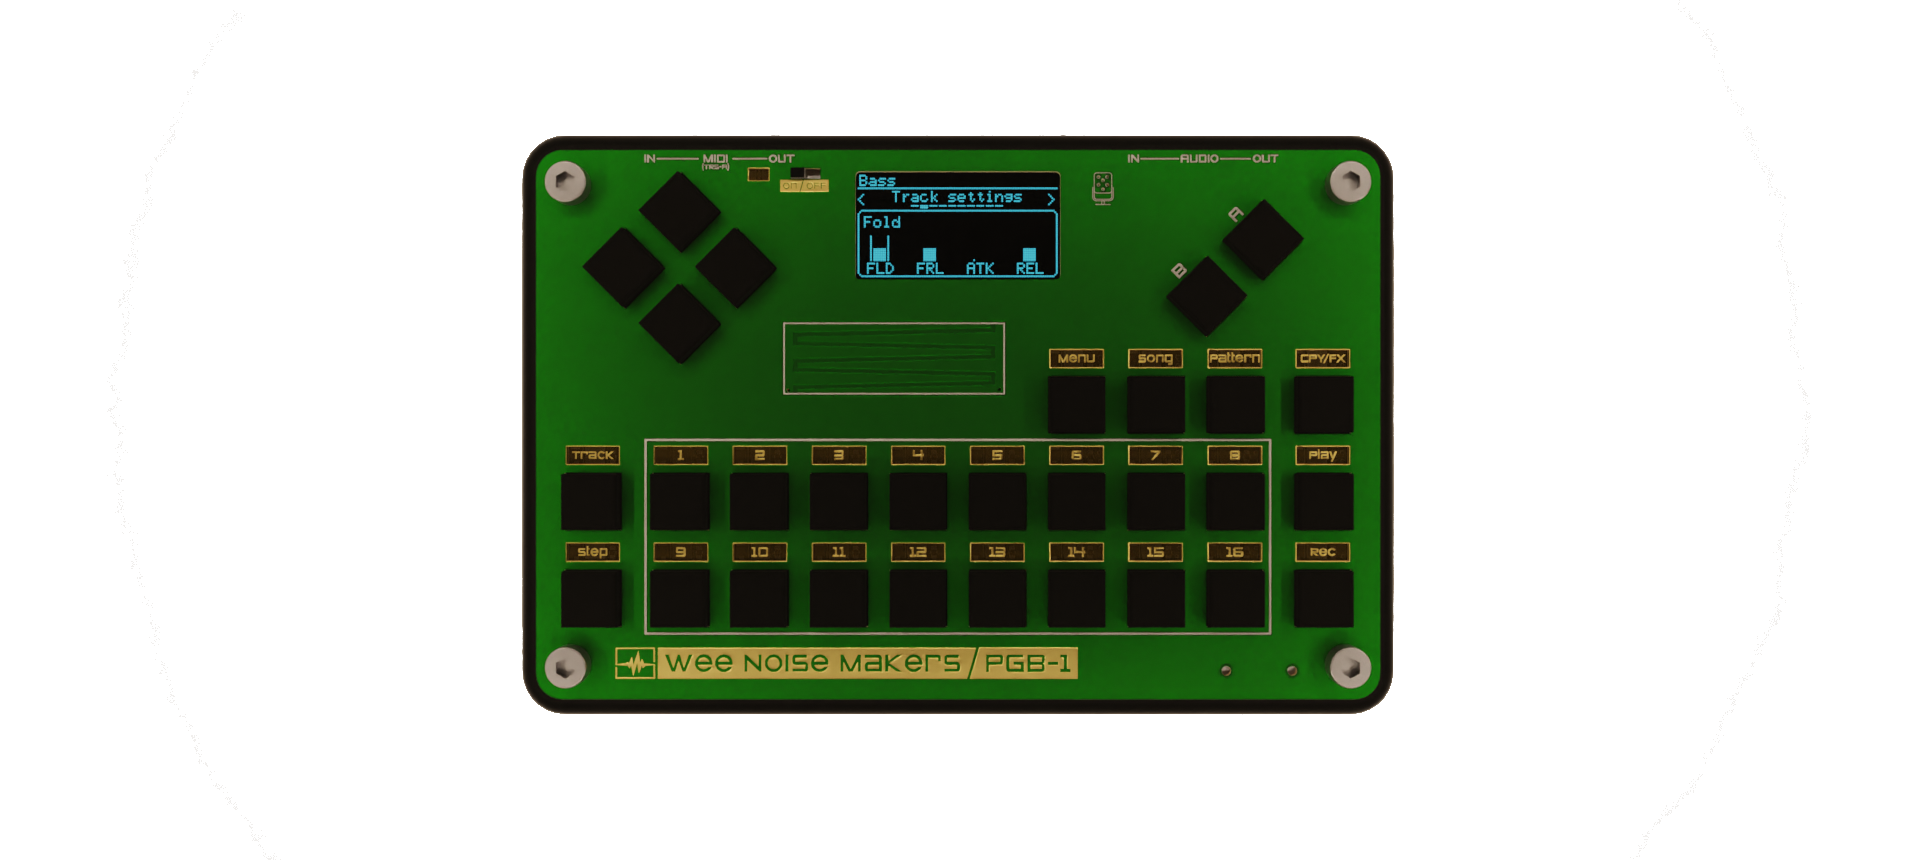 IN MIDI OUT
(TRS-A)
ON/OFF
IN AUDIO OUT
Bass
< Track settings >
Fold
FLD FRL ATK REL
A
B
Menu Song Pattern CPY/FX
Track 1 2 3 4 5 6 7 8 Play
Step 9 10 11 12 13 14 15 16 Rec
Wee Noise Makers/PGB-1